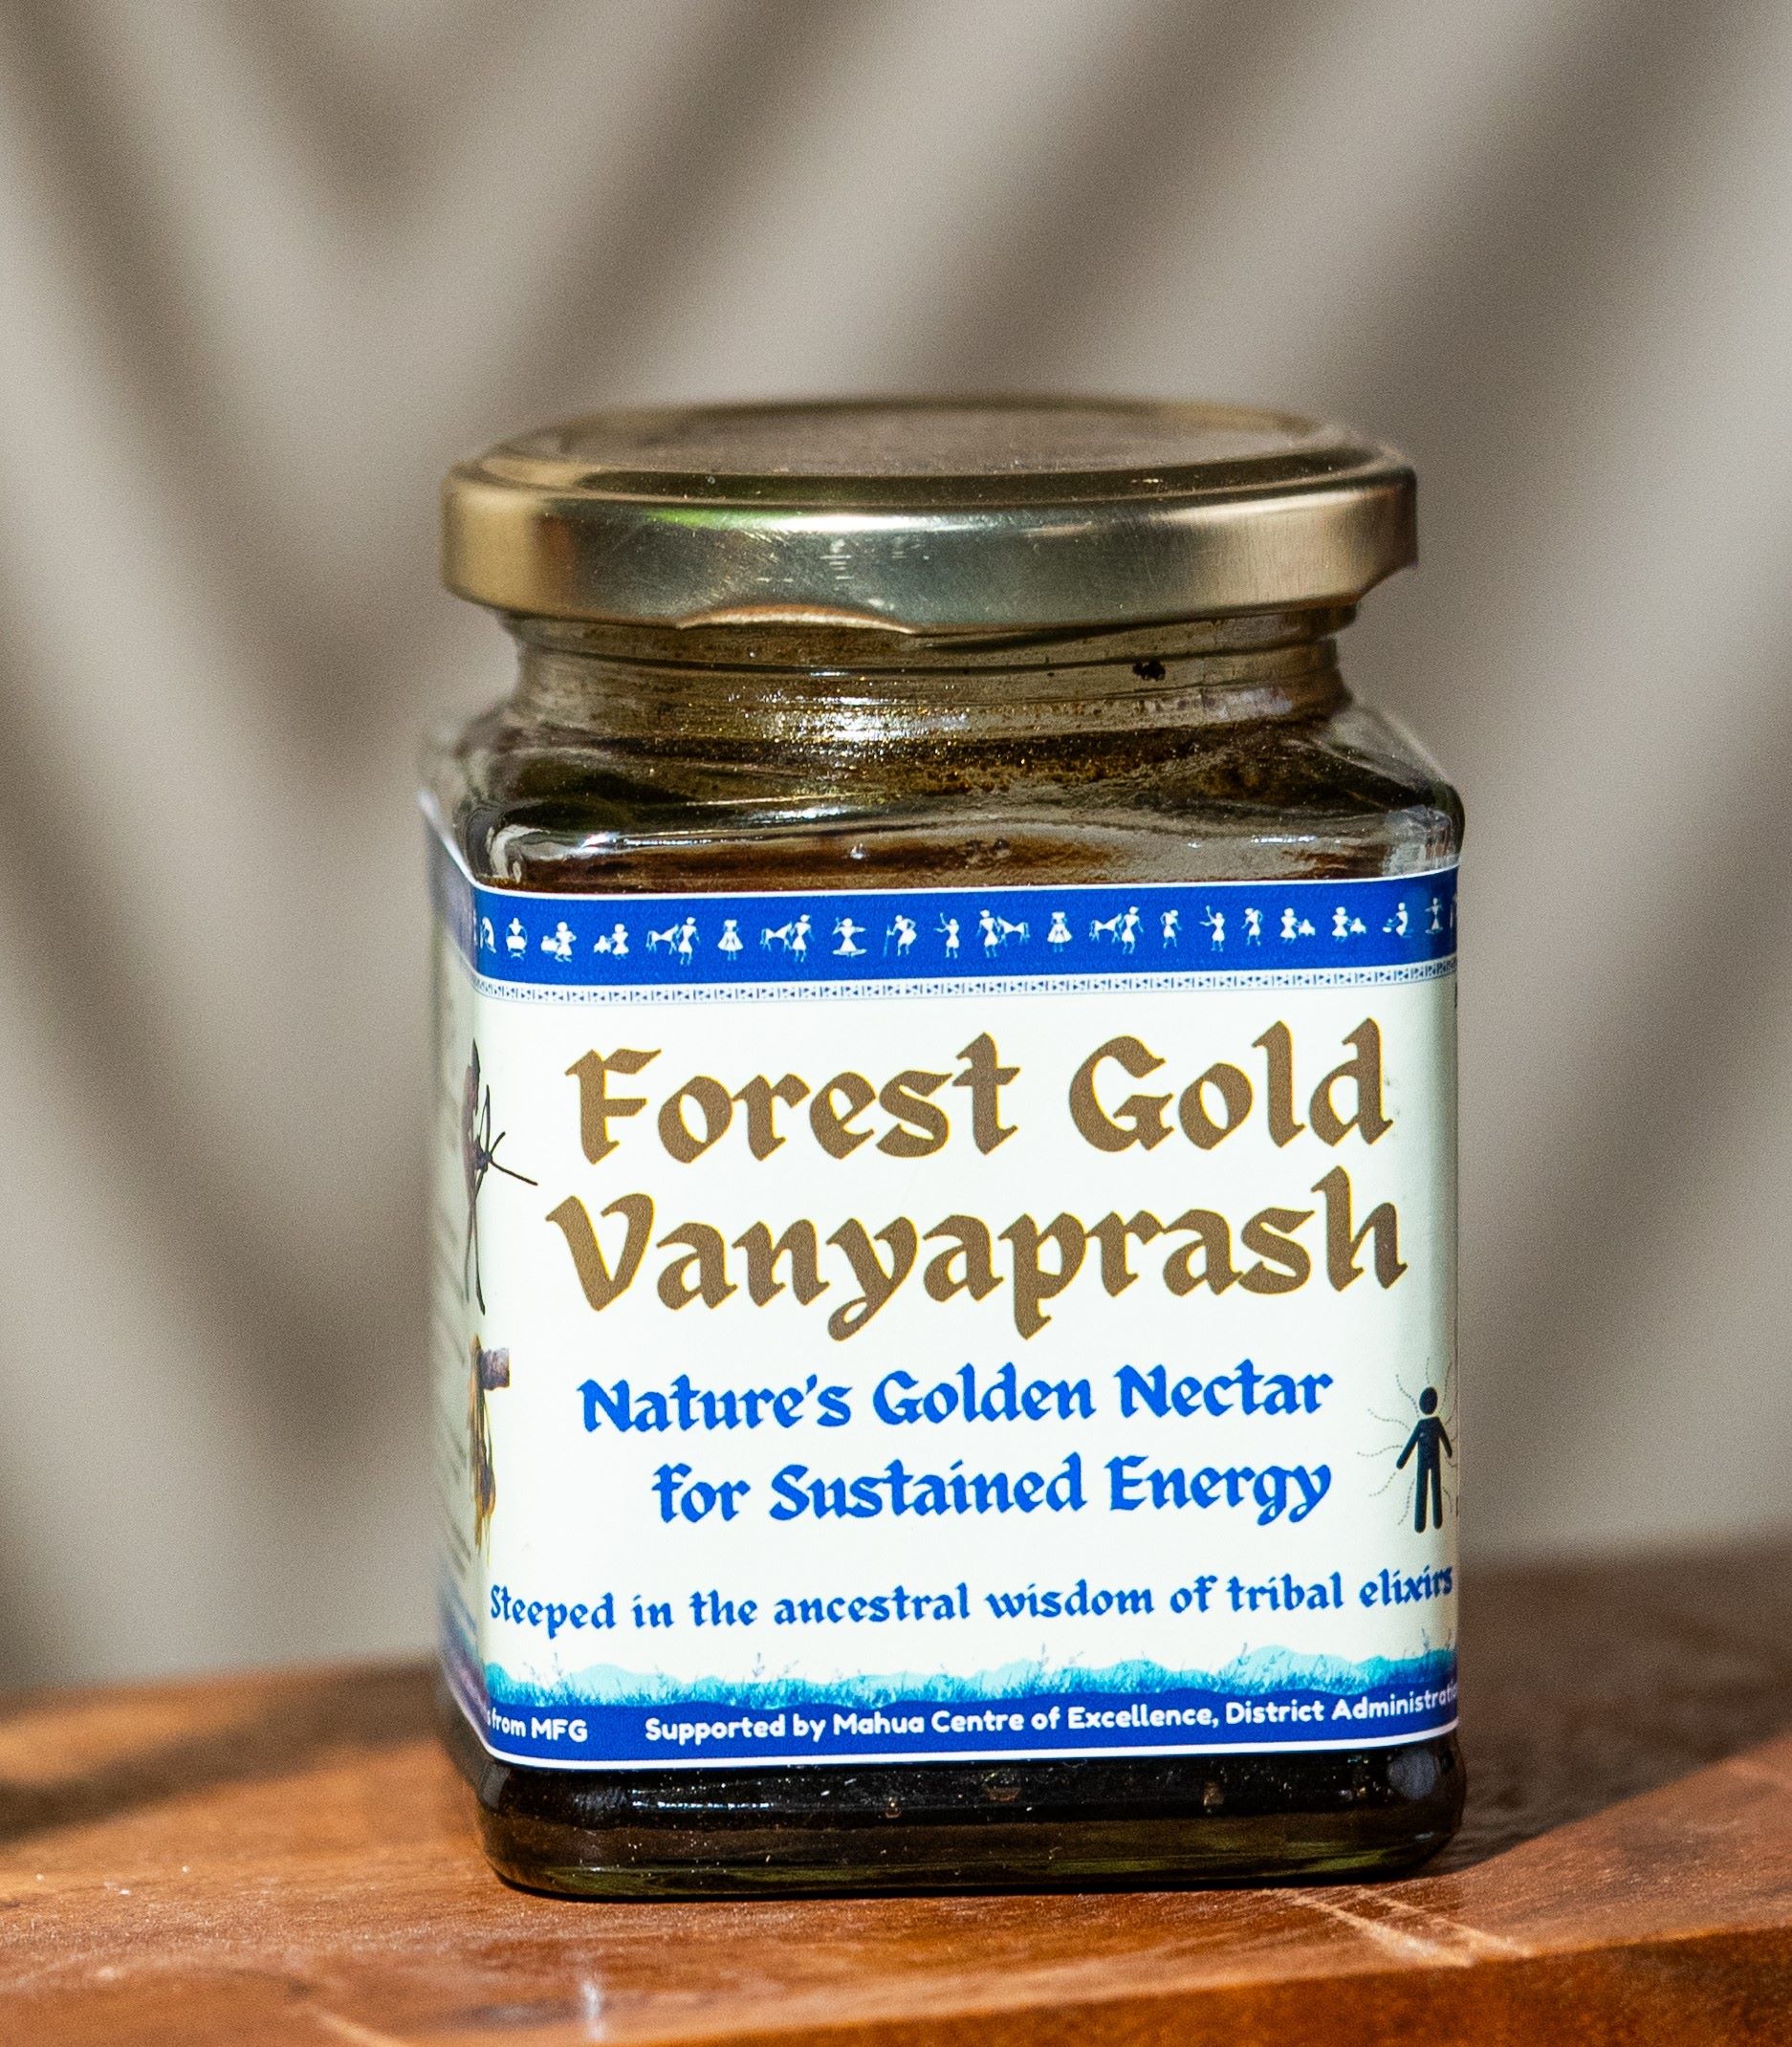 Forest Gold
Vanyaprash
Nature's Golden Nectar
for Sustained Energy
Steeped in the ancestral wisdom of tribal elixirs
from MFG
Supported by Mahua Centre of Excellence, District